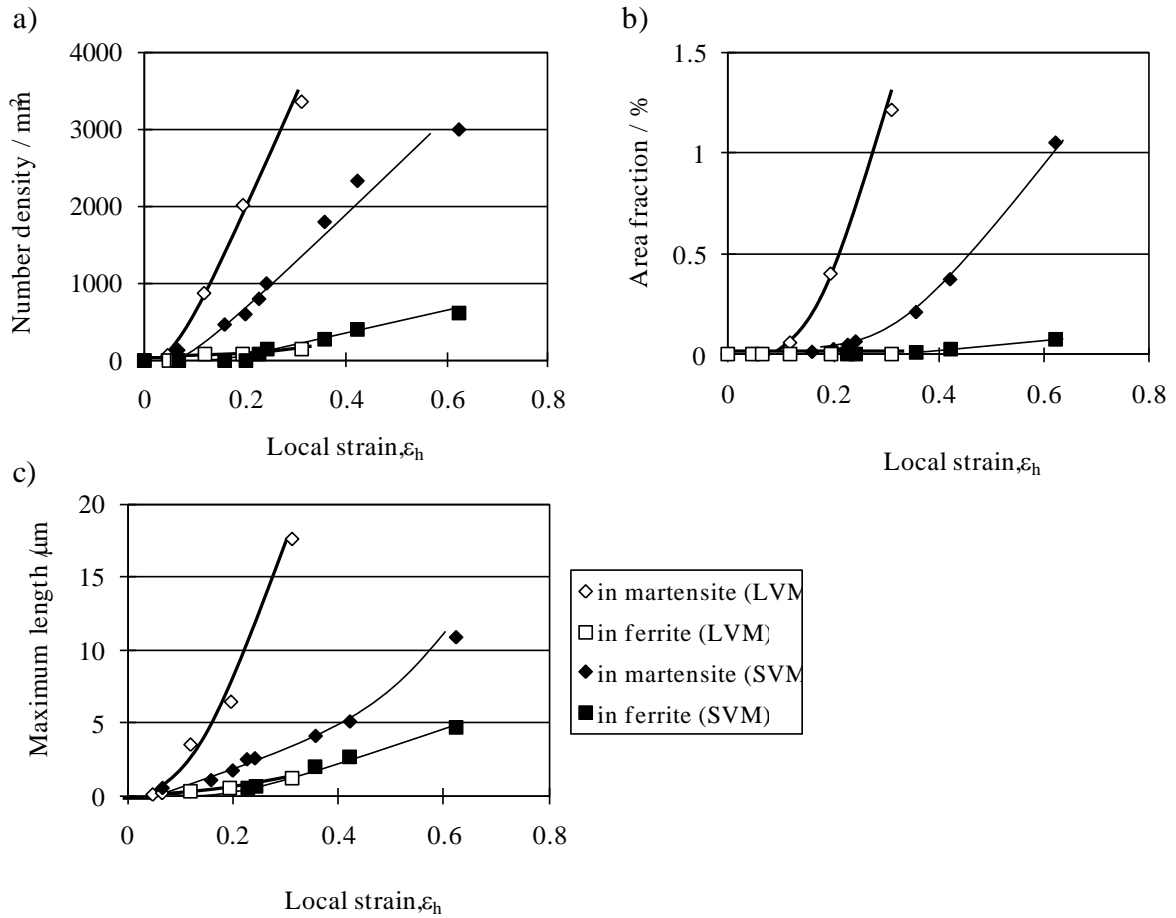 a)
Number density / mm²
4000
3000
2000
1000
0
0 0.2 0.4 0.6 0.8
Local strain,εh
b)
Area fraction / %
1.5
1
0.5
0
0 0.2 0.4 0.6 0.8
Local strain,εh
c)
Maximum length /µm
20
15
10
5
0
0 0.2 0.4 0.6 0.8
Local strain,εh
in martensite (LVM
in ferrite (LVM)
in martensite (SVM
in ferrite (SVM)